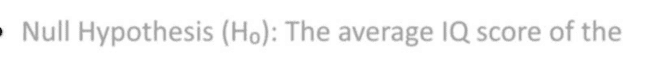 • Null Hypothesis (H₀): The average IQ score of the